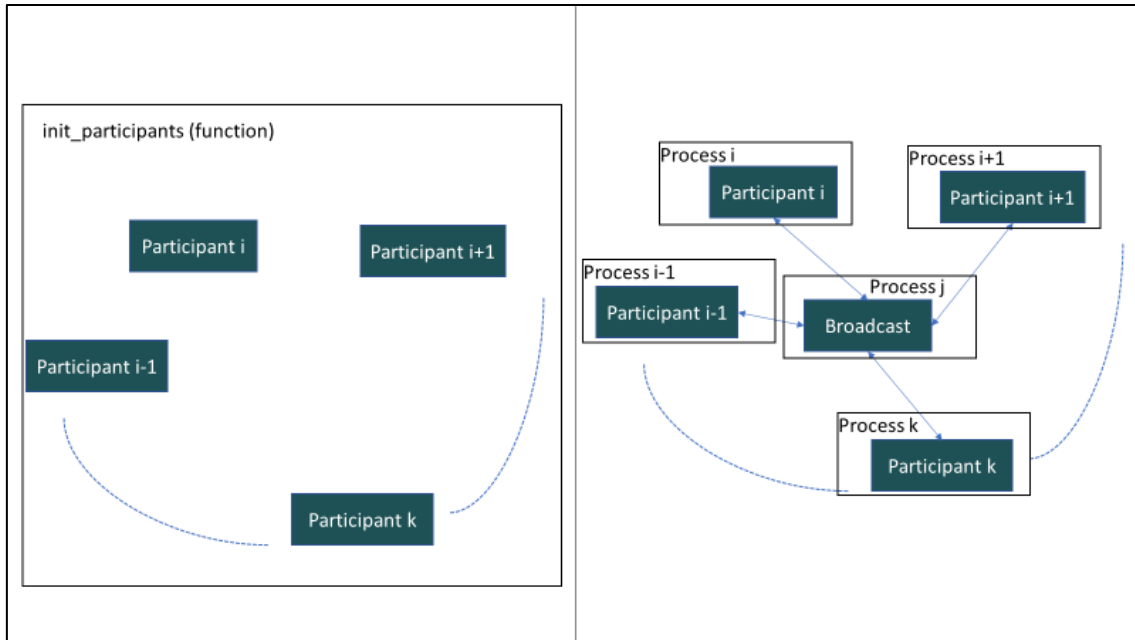 init_participants (function)
Participant i
Participant i+1
Participant i-1
Participant k
Process i
Participant i
Process i+1
Participant i+1
Process i-1
Participant i-1
Process j
Broadcast
Process k
Participant k